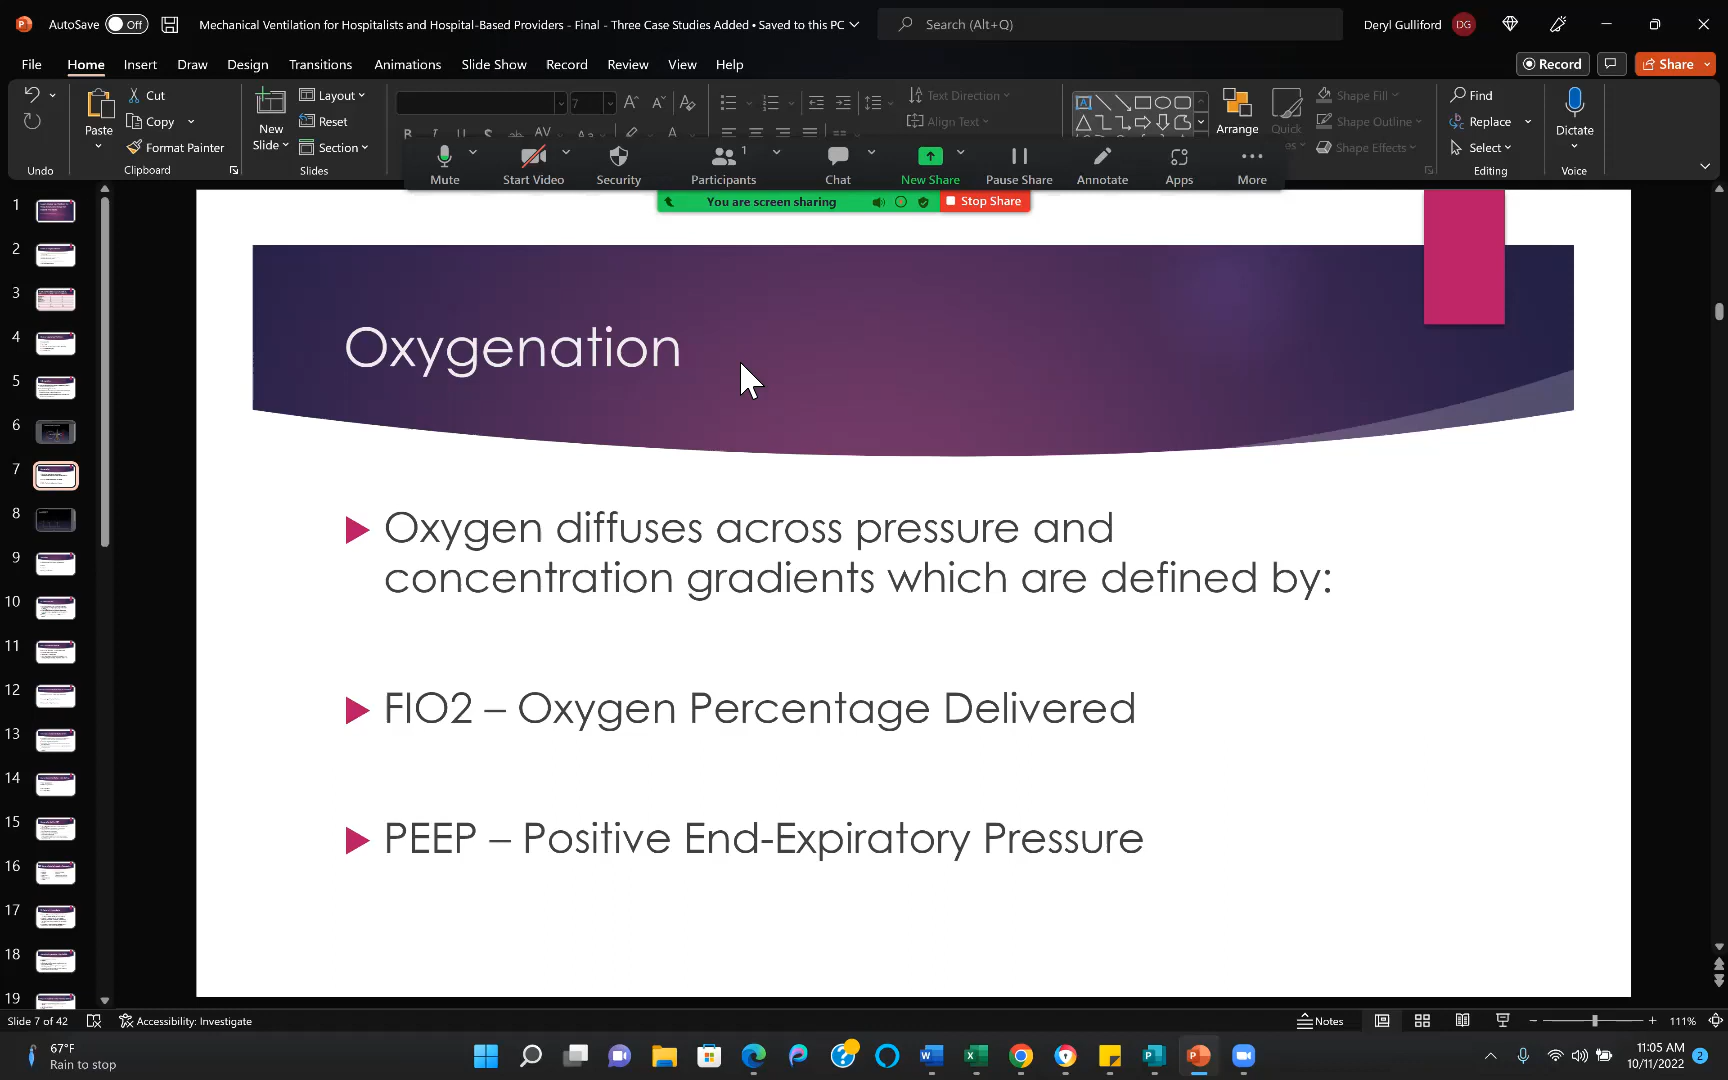 AutoSave Off
Mechanical Ventilation for Hospitalists and Hospital-Based Providers - Final - Three Case Studies Added • Saved to this PC
Search (Alt+Q)
Deryl Gulliford DG
File Home Insert Draw Design Transitions Animations Slide Show Record Review View Help
Record Share
Paste Cut Copy Format Painter
New Slide Layout Reset Section
7
Text Direction
Align Text
Arrange Quick
Shape Fill
Shape Outline
Shape Effects
Find
Replace
Select
Dictate
Undo Clipboard Slides Editing Voice
Mute Start Video Security Participants 1 Chat New Share Pause Share Annotate Apps More
You are screen sharing Stop Share
1
2
3
4
5
6
7
8
9
10
11
12
13
14
15
16
17
18
19
Oxygenation
Oxygen diffuses across pressure and
concentration gradients which are defined by:
FIO2 – Oxygen Percentage Delivered
PEEP – Positive End-Expiratory Pressure
Slide 7 of 42 Accessibility: Investigate Notes 111%
67°F
Rain to stop
11:05 AM
10/11/2022 2